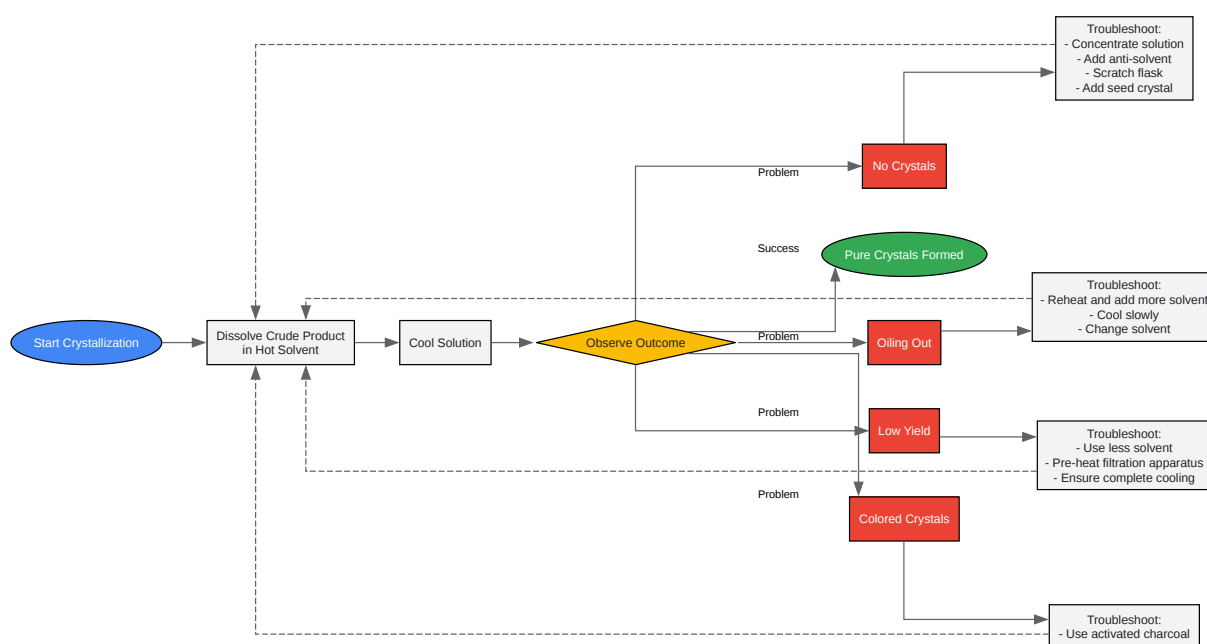 Troubleshoot:
- Concentrate solution
- Add anti-solvent
- Scratch flask
- Add seed crystal
No Crystals
Problem
Success
Pure Crystals Formed
Troubleshoot:
- Reheat and add more solvent
- Cool slowly
- Change solvent
Start Crystallization
Dissolve Crude Product
in Hot Solvent
Cool Solution
Observe Outcome
Problem
Oiling Out
Problem
Low Yield
Troubleshoot:
- Use less solvent
- Pre-heat filtration apparatus
- Ensure complete cooling
Problem
Colored Crystals
Troubleshoot:
- Use activated charcoal